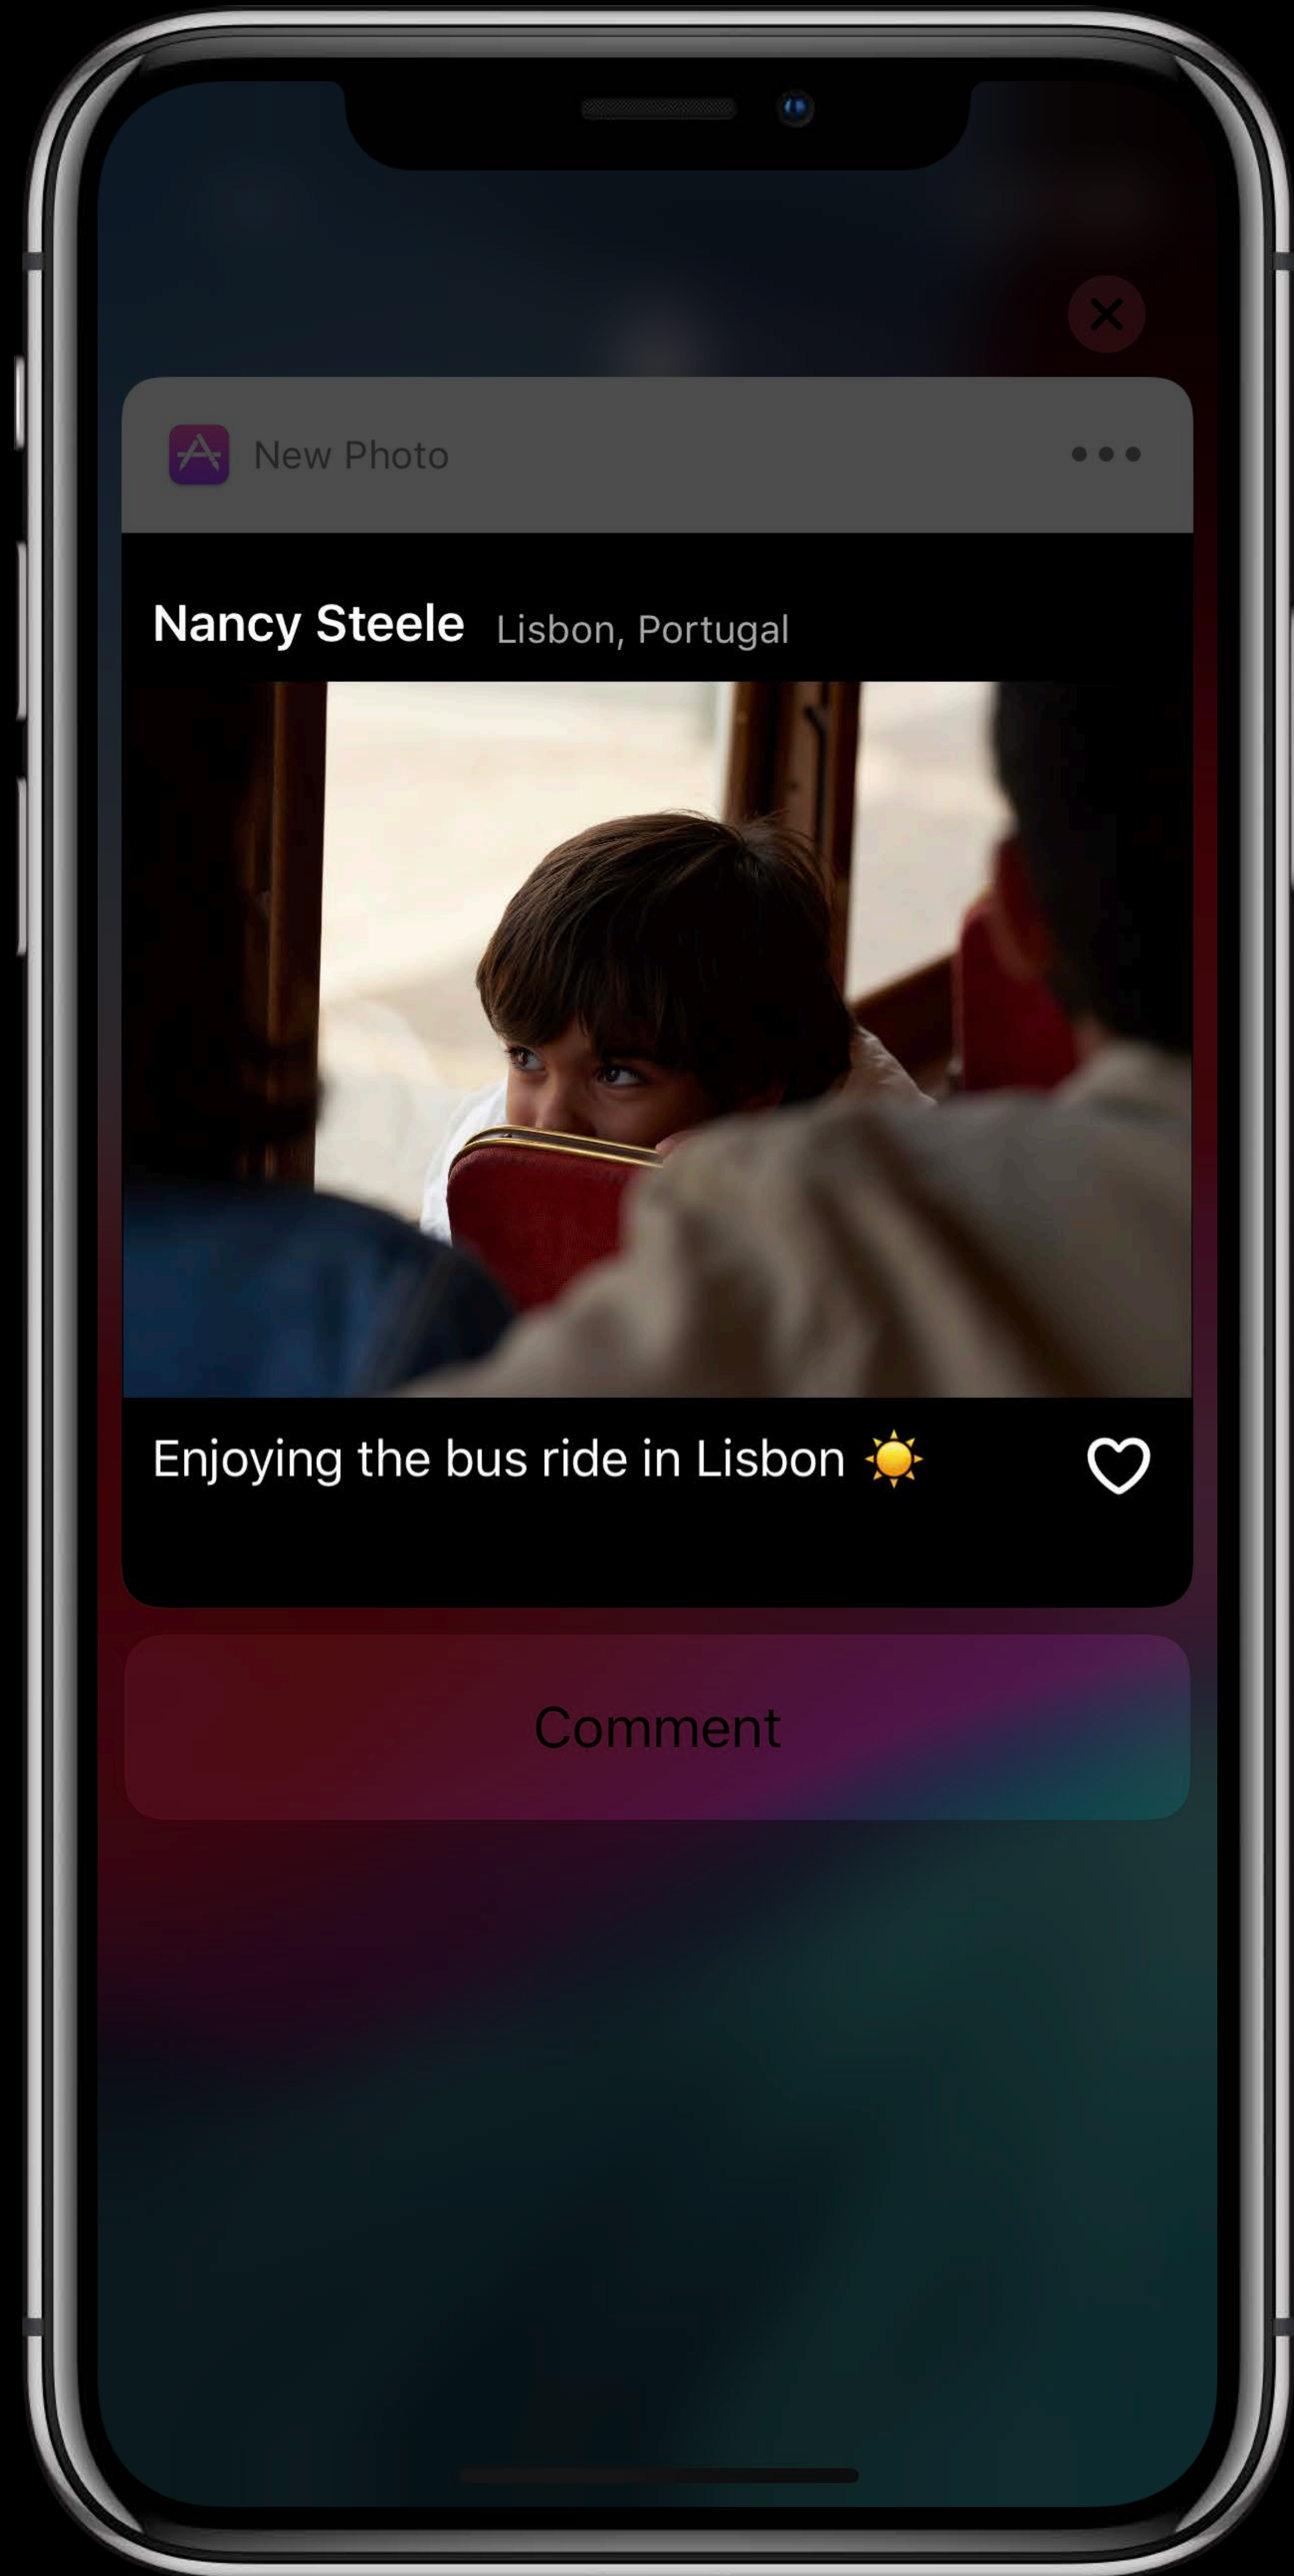 New Photo
Nancy Steele Lisbon, Portugal
Enjoying the bus ride in Lisbon ☀️
Comment